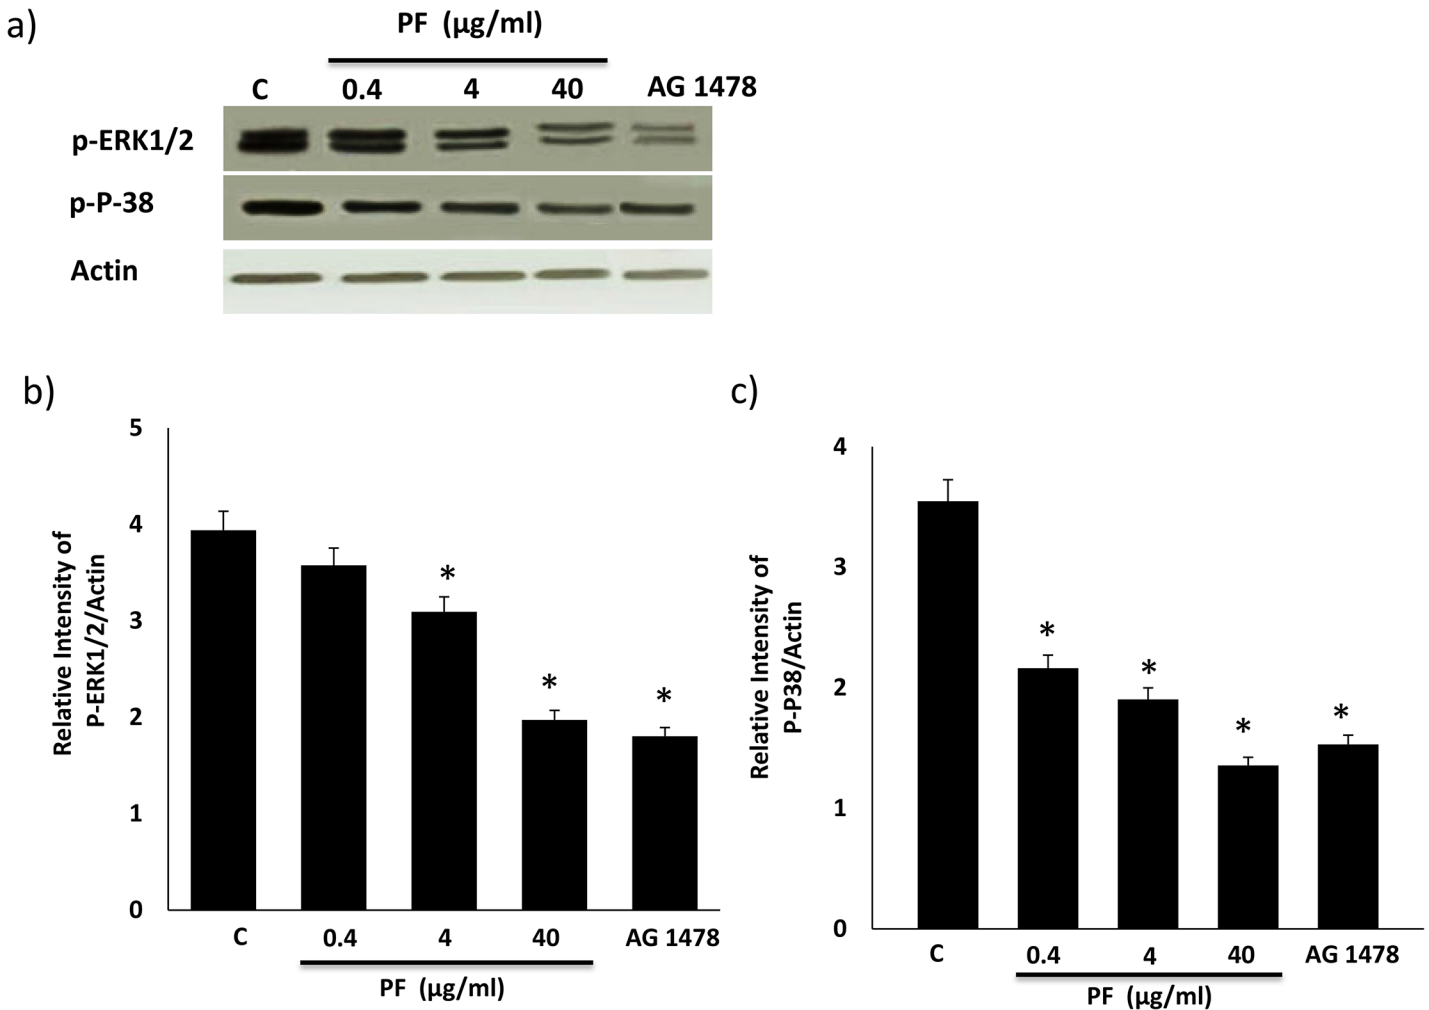 a)
PF (µg/ml)
C 0.4 4 40 AG 1478
p-ERK1/2
p-P-38
Actin
b)
5
4
3
2
1
0
Relative Intensity of
P-ERK1/2/Actin
*
*
*
C 0.4 4 40 AG 1478
PF (µg/ml)
c)
4
3
2
1
0
Relative Intensity of
P-P38/Actin
*
*
*
*
C 0.4 4 40 AG 1478
PF (µg/ml)